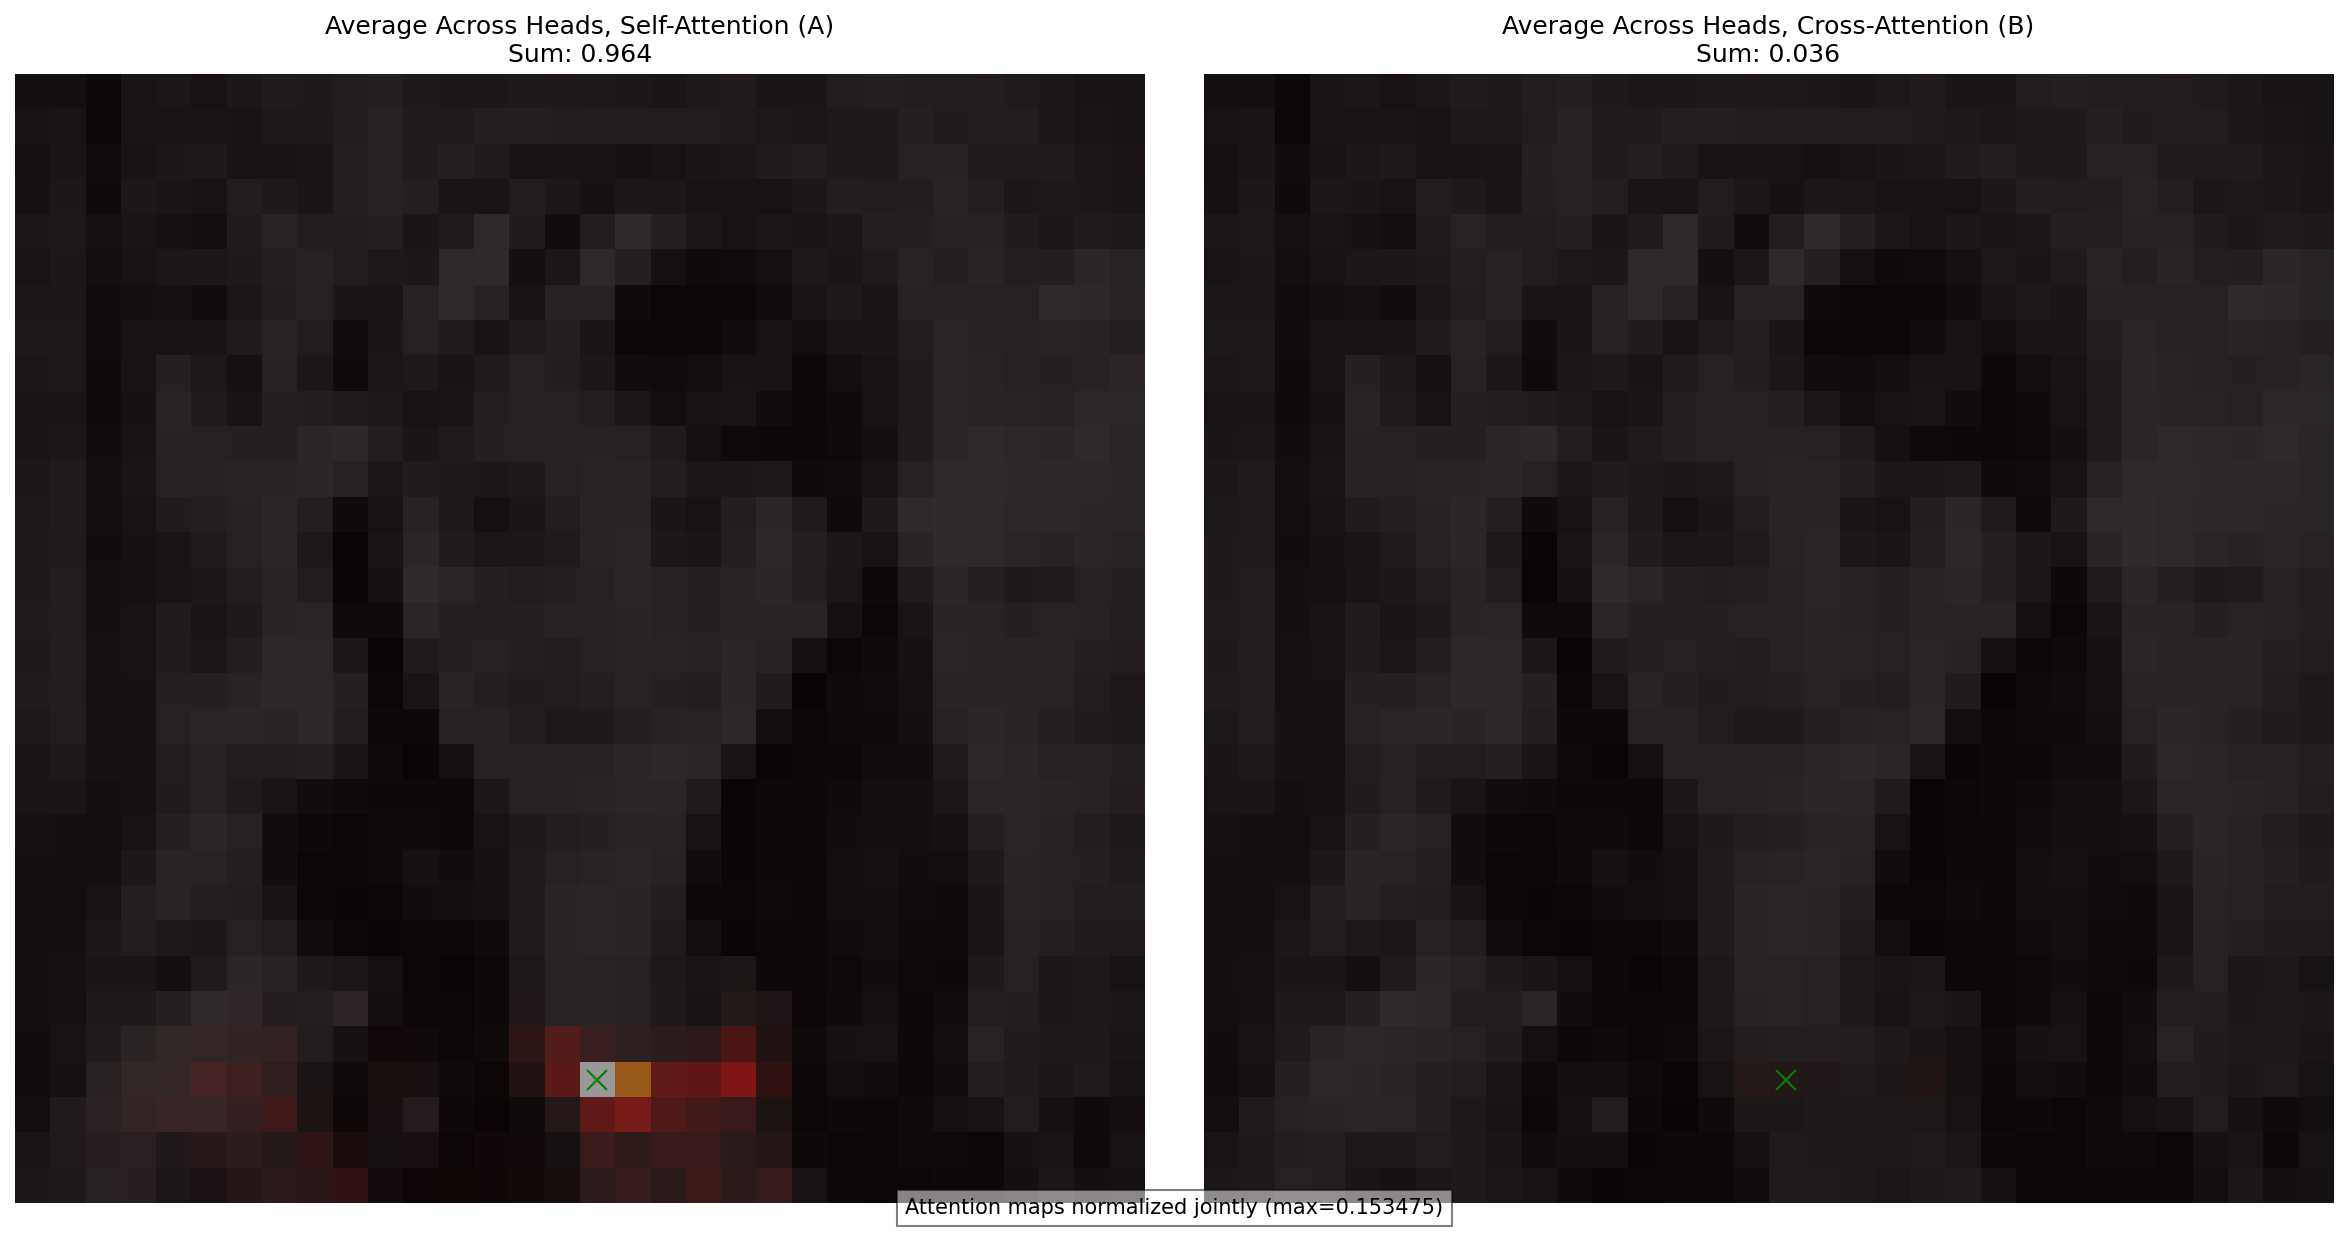 Average Across Heads, Self-Attention (A)
Sum: 0.964
Average Across Heads, Cross-Attention (B)
Sum: 0.036
Attention maps normalized jointly (max=0.153475)